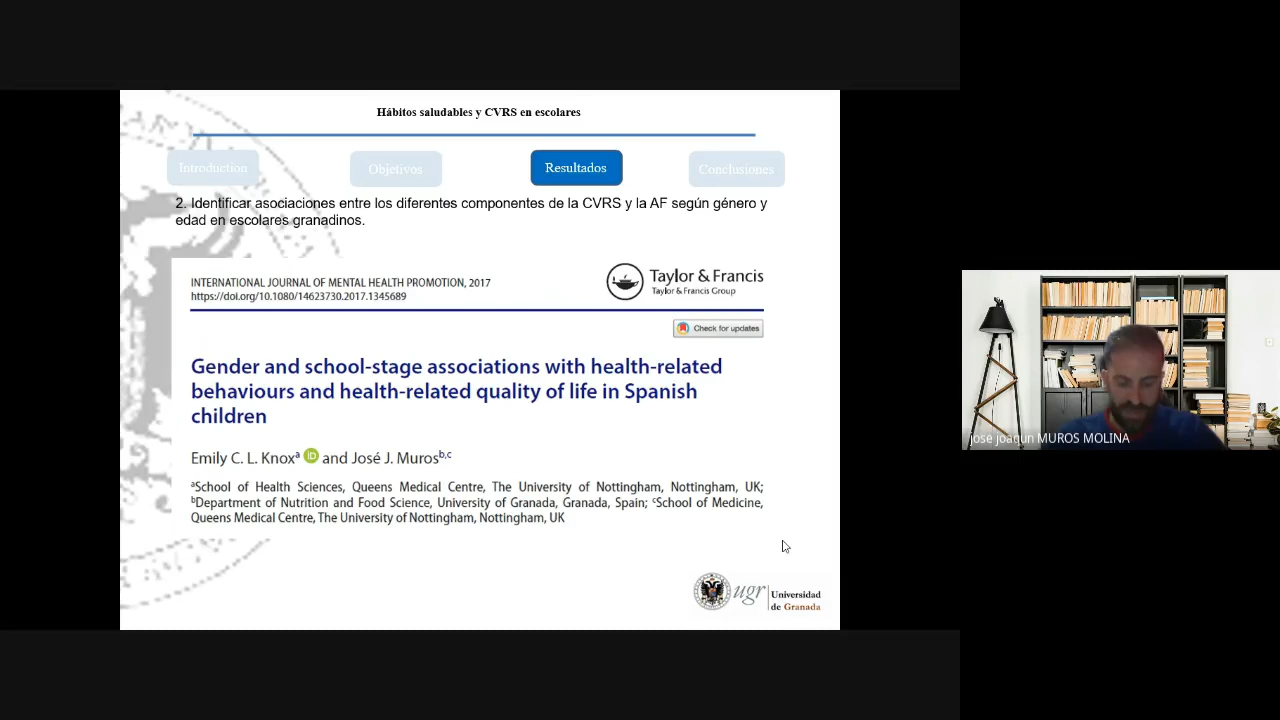 Hábitos saludables y CVRS en escolares
Introduction
Objetivos
Resultados
Conclusiones
2. Identificar asociaciones entre los diferentes componentes de la CVRS y la AF según género y
edad en escolares granadinos.
INTERNATIONAL JOURNAL OF MENTAL HEALTH PROMOTION, 2017
https://doi.org/10.1080/14623730.2017.1345689
Taylor & Francis
Taylor & Francis Group
Check for updates
Gender and school-stage associations with health-related
behaviours and health-related quality of life in Spanish
children
Emily C. L. Knoxᵃ iD and José J. Murosᵇ,ᶜ
ᵃSchool of Health Sciences, Queens Medical Centre, The University of Nottingham, Nottingham, UK;
ᵇDepartment of Nutrition and Food Science, University of Granada, Granada, Spain; ᶜSchool of Medicine,
Queens Medical Centre, The University of Nottingham, Nottingham, UK
ugr
Universidad
de Granada
jose joaqun MUROS MOLINA